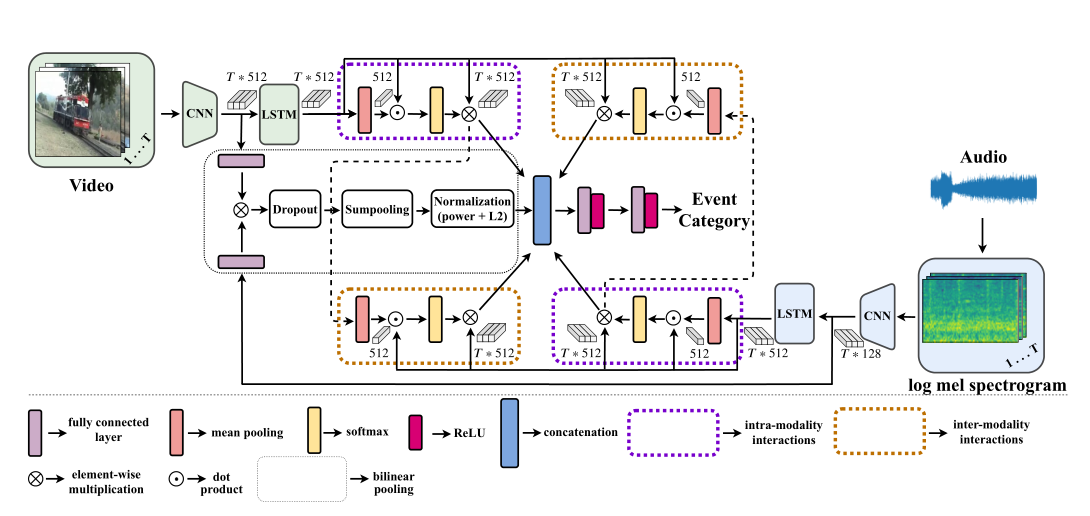 T * 512
T * 512
512
T * 512
T * 512
512
CNN
LSTM
1 . . . T
Video
Dropout
Sumpooling
Normalization
(power + L2)
Event
Category
Audio
512
T * 512
T * 512
512
T * 512
LSTM
CNN
T * 128
1 . . . T
log mel spectrogram
fully connected
layer
mean pooling
softmax
ReLU
concatenation
intra-modality
interactions
inter-modality
interactions
element-wise
multiplication
dot
product
bilinear
pooling